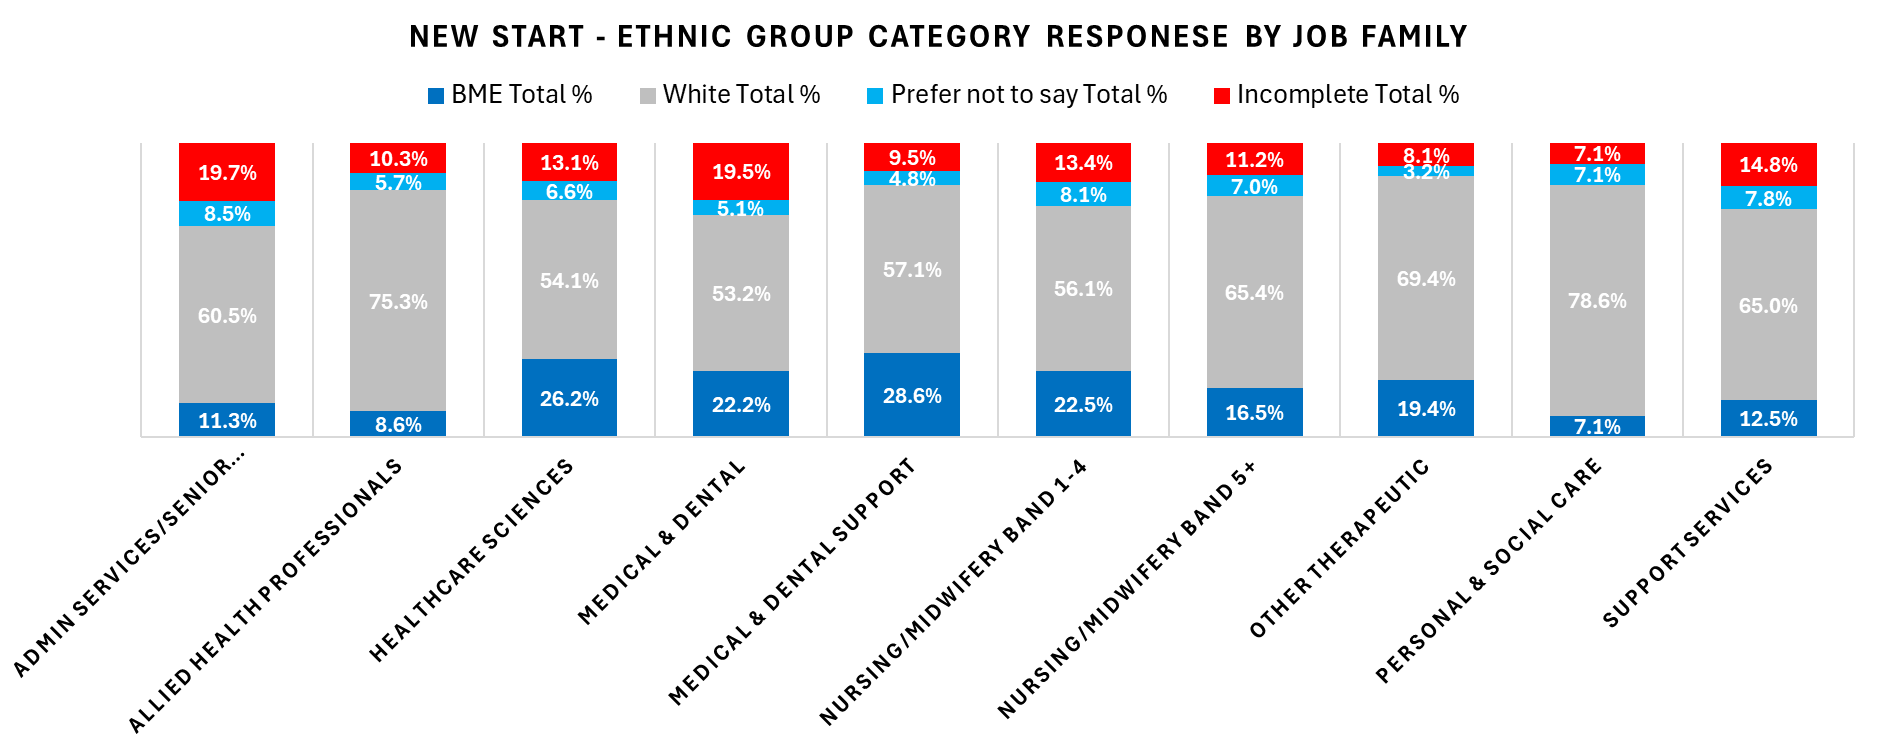 NEW START - ETHNIC GROUP CATEGORY RESPONESE BY JOB FAMILY
BME Total % White Total % Prefer not to say Total % Incomplete Total %
19.7% 10.3% 13.1% 19.5% 9.5% 13.4% 11.2% 8.1% 7.1% 14.8%
8.5% 5.7% 6.6% 5.1% 4.8% 8.1% 7.0% 3.2% 7.1% 7.8%
60.5% 75.3% 54.1% 53.2% 57.1% 56.1% 65.4% 69.4% 78.6% 65.0%
11.3% 8.6% 26.2% 22.2% 28.6% 22.5% 16.5% 19.4% 7.1% 12.5%
ADMIN SERVICES/SENIOR...
ALLIED HEALTH PROFESSIONALS
HEALTHCARE SCIENCES
MEDICAL & DENTAL
MEDICAL & DENTAL SUPPORT
NURSING/MIDWIFERY BAND 1-4
NURSING/MIDWIFERY BAND 5+
OTHER THERAPEUTIC
PERSONAL & SOCIAL CARE
SUPPORT SERVICES